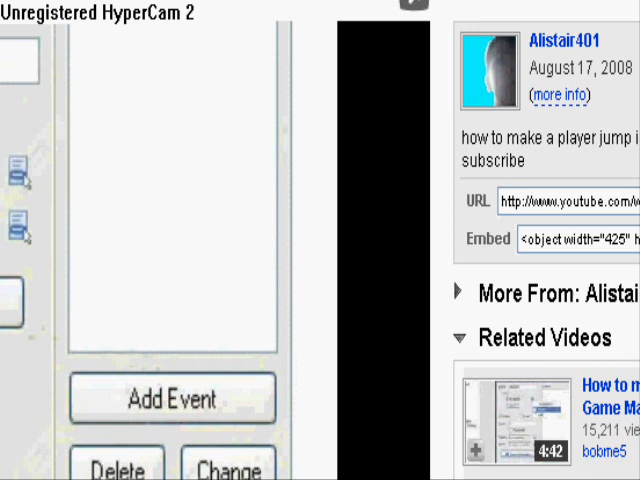 Unregistered HyperCam 2
Alistair401
August 17, 2008
(more info)
how to make a player jump i
subscribe
URL http://www.youtube.com/w
Embed <object width="425" h
More From: Alistai
Related Videos
Add Event
How to m
Game Ma
15,211 vie
4:42
bobme5
Delete
Change